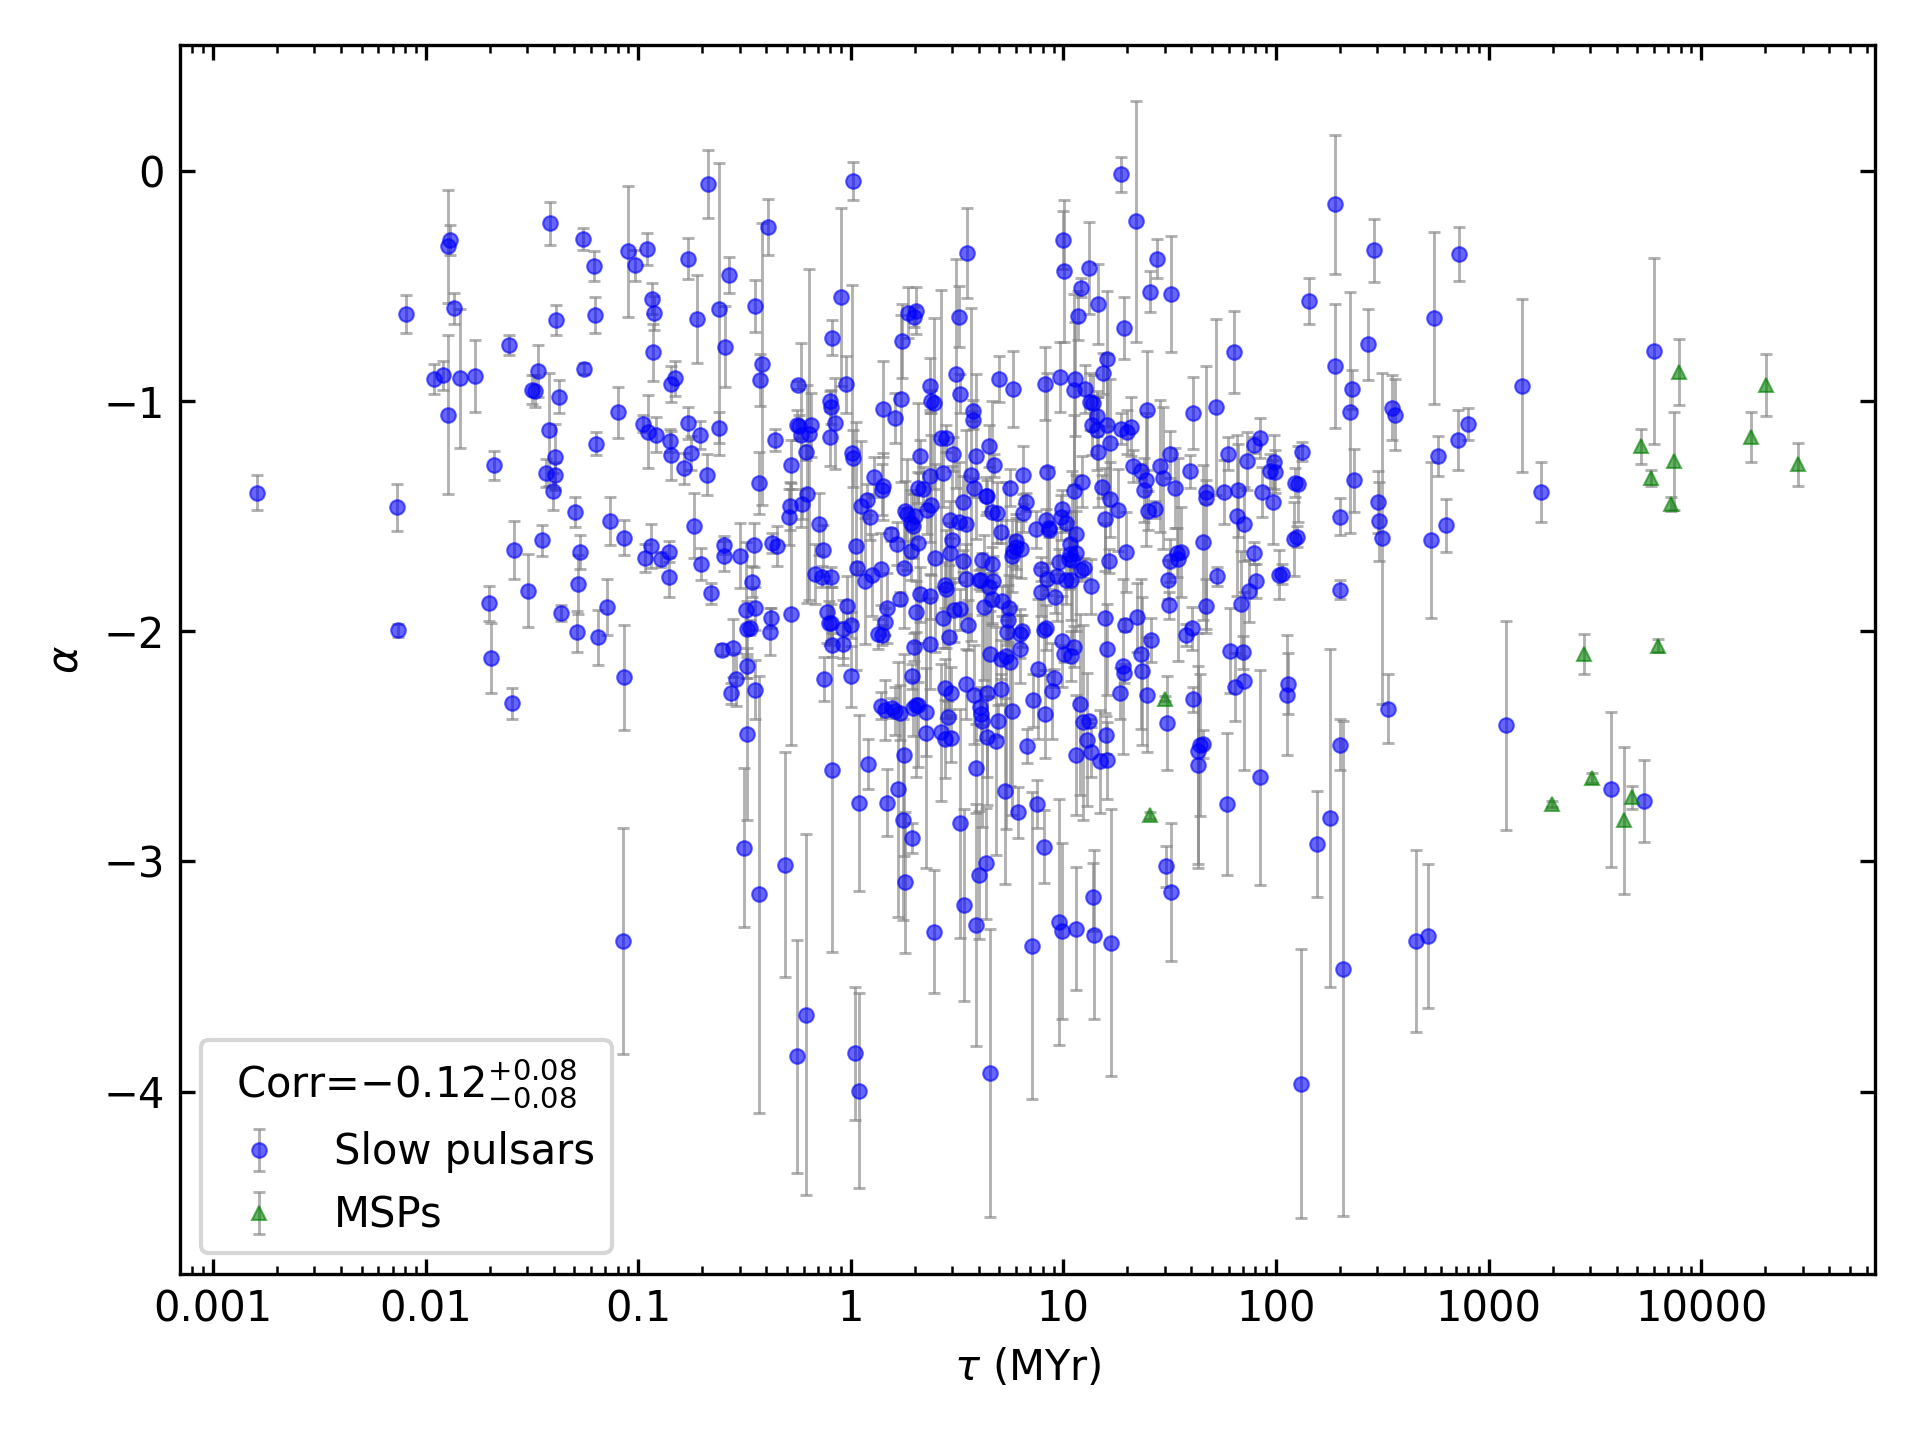 0
−1
−2
−3
−4
α
Corr=−0.12 +0.08 −0.08
Slow pulsars
MSPs
0.001 0.01 0.1 1 10 100 1000 10000
τ (MYr)